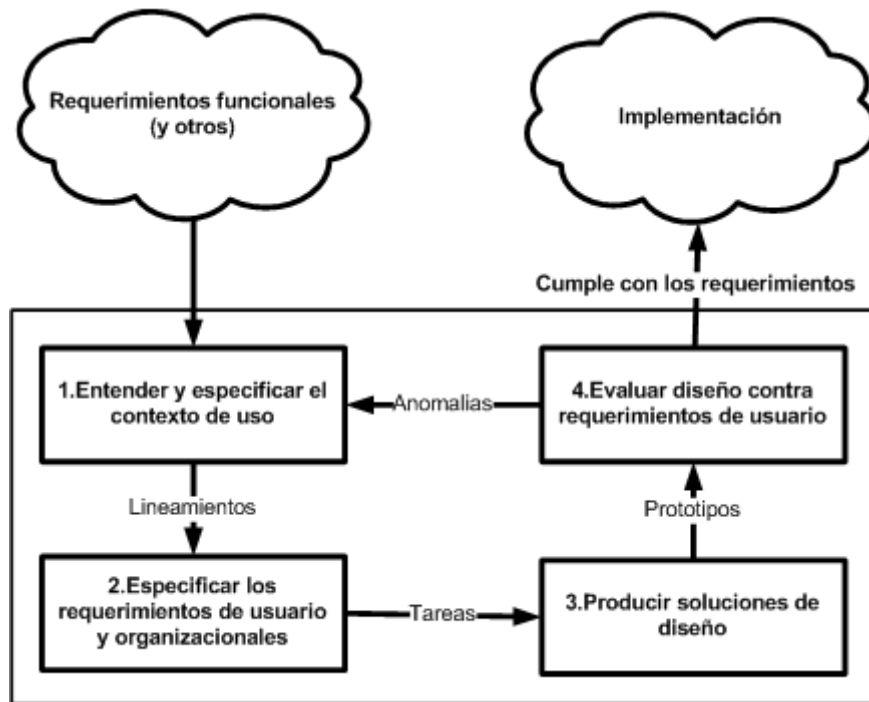 Requerimientos funcionales
(y otros)
Implementación
Cumple con los requerimientos
1.Entender y especificar el
contexto de uso
Anomalias
4.Evaluar diseño contra
requerimientos de usuario
Lineamientos
Prototipos
2.Especificar los
requerimientos de usuario
y organizacionales
Tareas
3.Producir soluciones de
diseño